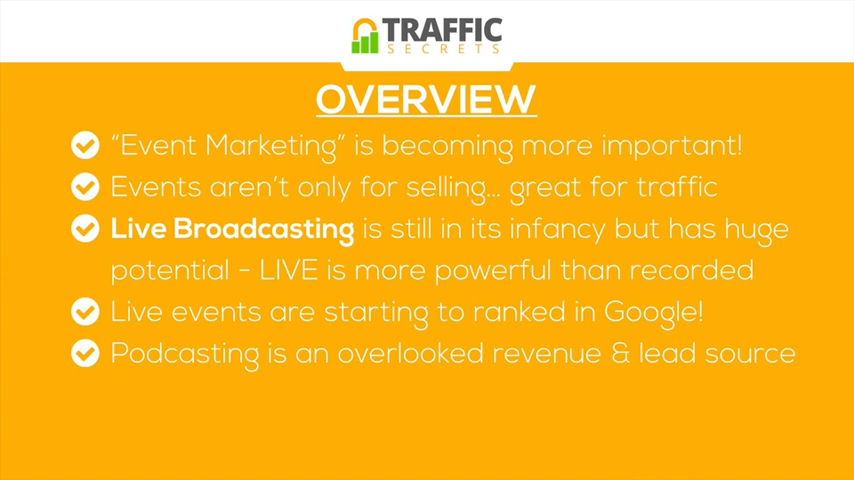 TRAFFIC
SECRETS
OVERVIEW
“Event Marketing” is becoming more important!
Events aren’t only for selling... great for traffic
Live Broadcasting is still in its infancy but has huge
potential - LIVE is more powerful than recorded
Live events are starting to ranked in Google!
Podcasting is an overlooked revenue & lead source